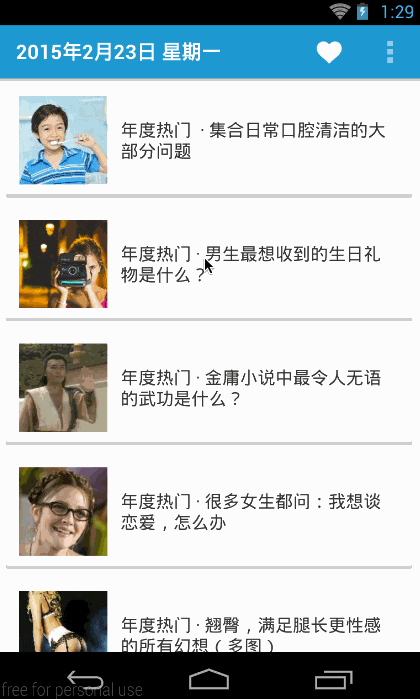 1:29
2015年2月23日 星期一
年度热门 · 集合日常口腔清洁的大
部分问题
年度热门 · 男生最想收到的生日礼
物是什么？
年度热门 · 金庸小说中最令人无语
的武功是什么？
年度热门 · 很多女生都问：我想谈
恋爱，怎么办
年度热门 · 翘臀，满足腿长更性感
的所有幻想（多图）
free for personal use